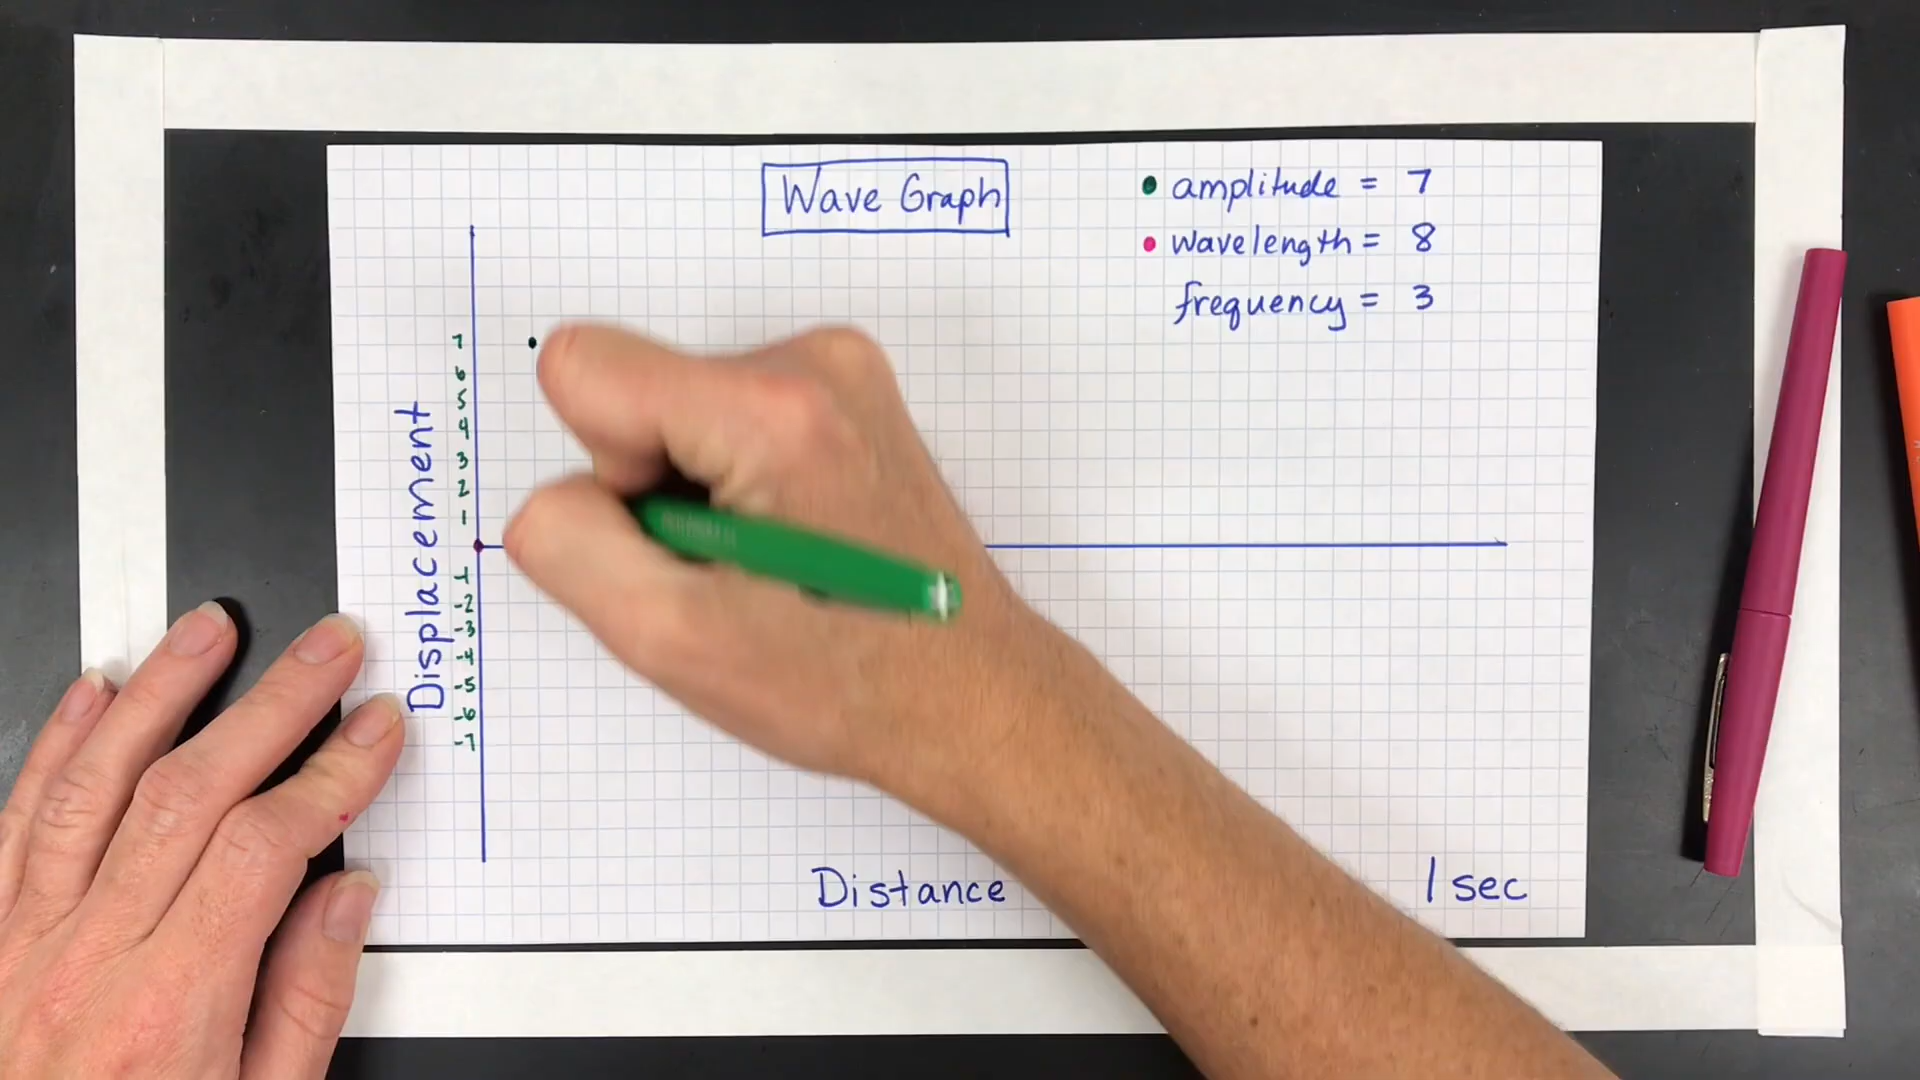 Wave Graph
amplitude = 7
wavelength = 8
frequency = 3
7
6
5
4
3
2
1
-1
-2
-3
-4
-5
-6
-7
Displacement
Distance
1 sec